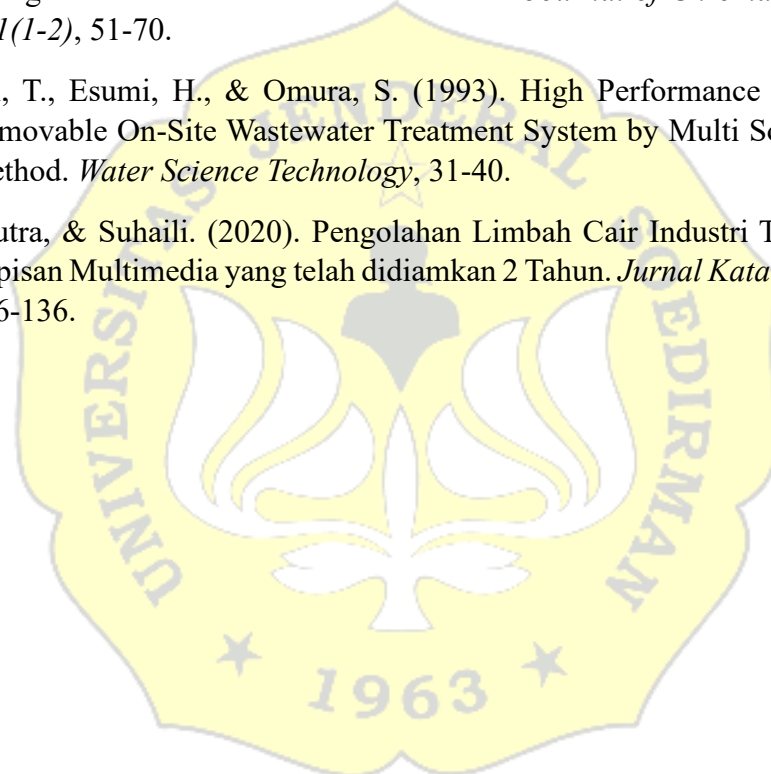 1(1-2), 51-70.
, T., Esumi, H., & Omura, S. (1993). High Performance
movable On-Site Wastewater Treatment System by Multi So
ethod. Water Science Technology, 31-40.
utra, & Suhaili. (2020). Pengolahan Limbah Cair Industri T
pisan Multimedia yang telah didiamkan 2 Tahun. Jurnal Kata
6-136.
UNIVERSITAS JENDERAL SOEDIRMAN
1963